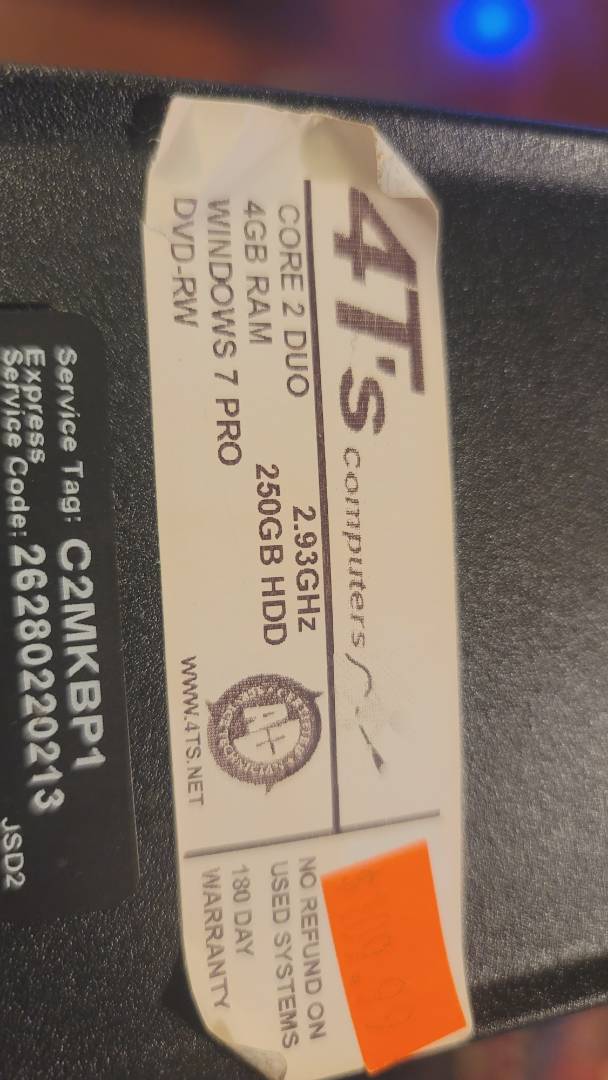 4T's computers
CORE 2 DUO 2.93GHz
4GB RAM 250GB HDD
WINDOWS 7 PRO
DVD-RW
A+
WWW.4TS.NET
NO REFUND ON
USED SYSTEMS
180 DAY
WARRANTY
Service Tag: C2MKBP1
Express
Service Code: 26280220213
JSD2